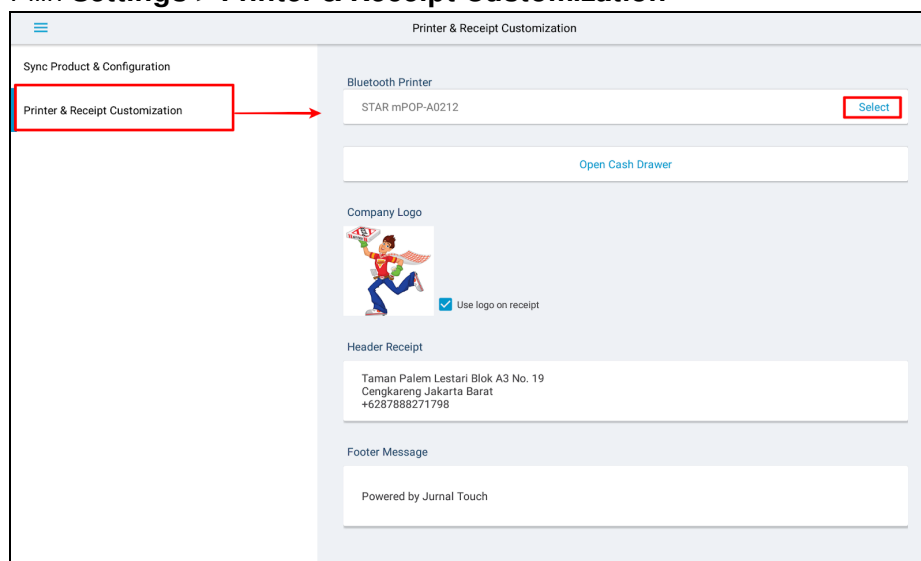 Settings > Printer & Receipt Customization
Printer & Receipt Customization
Sync Product & Configuration
Printer & Receipt Customization
Bluetooth Printer
STAR mPOP-A0212
Select
Open Cash Drawer
Company Logo
Use logo on receipt
Header Receipt
Taman Palem Lestari Blok A3 No. 19
Cengkareng Jakarta Barat
+6287888271798
Footer Message
Powered by Jurnal Touch